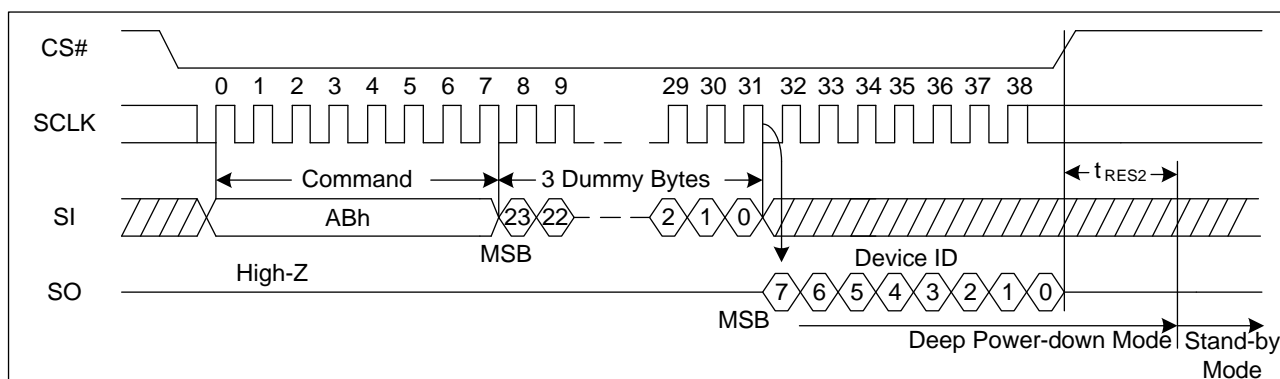 CS#
0 1 2 3 4 5 6 7 8 9 29 30 31 32 33 34 35 36 37 38
SCLK
Command 3 Dummy Bytes tRES2
SI ABh 23 22 2 1 0
MSB
High-Z Device ID
SO 7 6 5 4 3 2 1 0
MSB
Deep Power-down Mode Stand-by
Mode